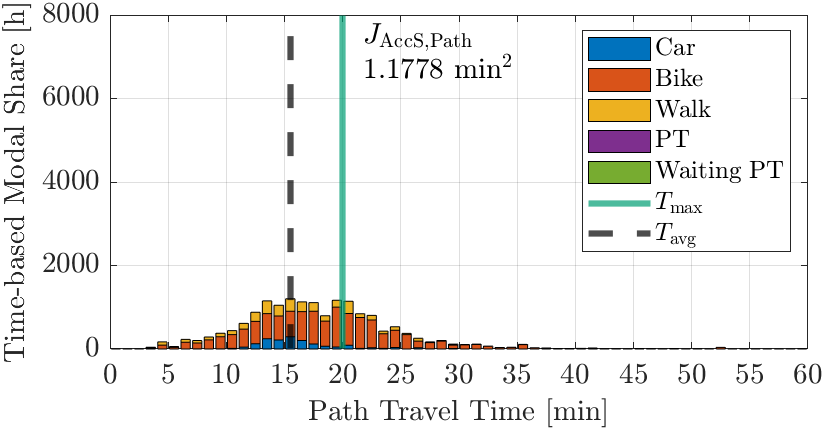 8000
6000
4000
2000
0
Time-based Modal Share [h]
J_AccS,Path
1.1778 min²
Car
Bike
Walk
PT
Waiting PT
T_max
T_avg
0 5 10 15 20 25 30 35 40 45 50 55 60
Path Travel Time [min]